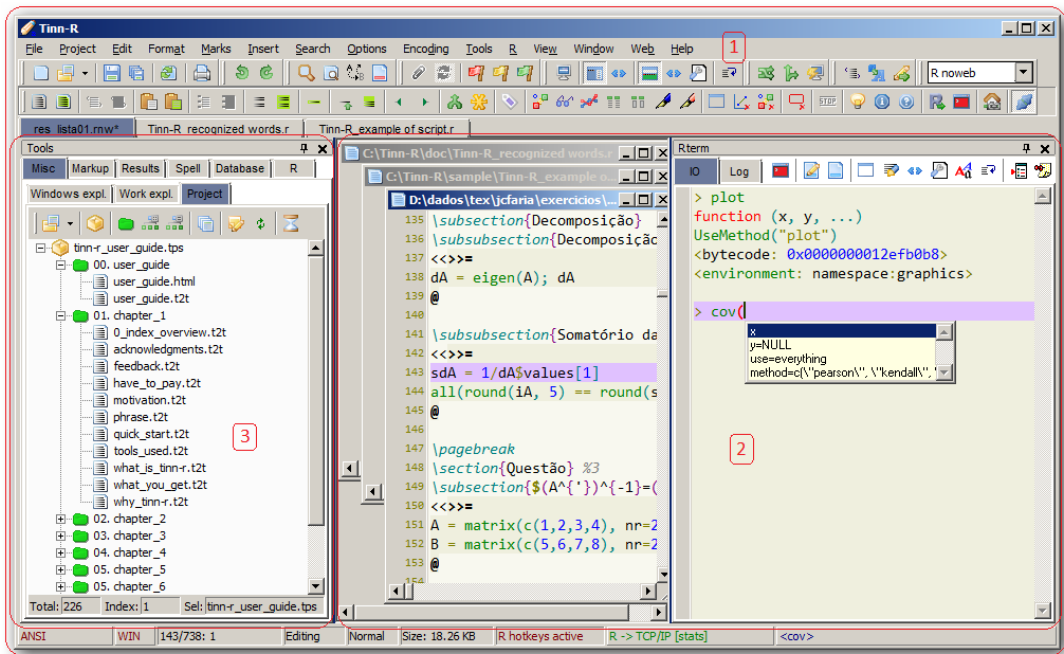 Tinn-R
File Project Edit Format Marks Insert Search Options Encoding Tools R View Window Web Help
1
R noweb
res_lista01.rnw* Tinn-R_recognized words.r Tinn-R_example of script.r
Tools
Misc Markup Results Spell Database R
Windows expl. Work expl. Project
tinn-r_user_guide.tps
00. user_guide
user_guide.html
user_guide.t2t
01. chapter_1
0_index_overview.t2t
acknowledgments.t2t
feedback.t2t
have_to_pay.t2t
motivation.t2t
phrase.t2t
quick_start.t2t
tools_used.t2t
what_is_tinn-r.t2t
what_you_get.t2t
why_tinn-r.t2t
02. chapter_2
03. chapter_3
04. chapter_4
05. chapter_5
05. chapter_6
3
Total: 226 Index: 1 Sel: tinn-r_user_guide.tps
C:\Tinn-R\doc\Tinn-R_recognized words.r
C:\Tinn-R\sample\Tinn-R_example o...
D:\dados\tex\jcfaria\exercicios\...
135 \subsection{Decomposição}
136 \subsubsection{Decomposição
137 <<>>=
138 dA = eigen(A); dA
139 @
140
141 \subsubsection{Somatório da
142 <<>>=
143 sdA = 1/dA$values[1]
144 all(round(iA, 5) == round(s
145 @
146
147 \pagebreak
148 \section{Questão} %3
149 \subsection{$(A^{'})^{-1}=(
150 <<>>=
151 A = matrix(c(1,2,3,4), nr=2
152 B = matrix(c(5,6,7,8), nr=2
153 @
154
Rterm
IO Log
> plot
function (x, y, ...)
UseMethod("plot")
<bytecode: 0x0000000012efb0b8>
<environment: namespace:graphics>
> cov(
x
y=NULL
use=everything
method=c(\"pearson\", \"kendall\", "
2
ANSI WIN 143/738: 1 Editing Normal Size: 18.26 KB R hotkeys active R -> TCP/IP [stats] <cov>